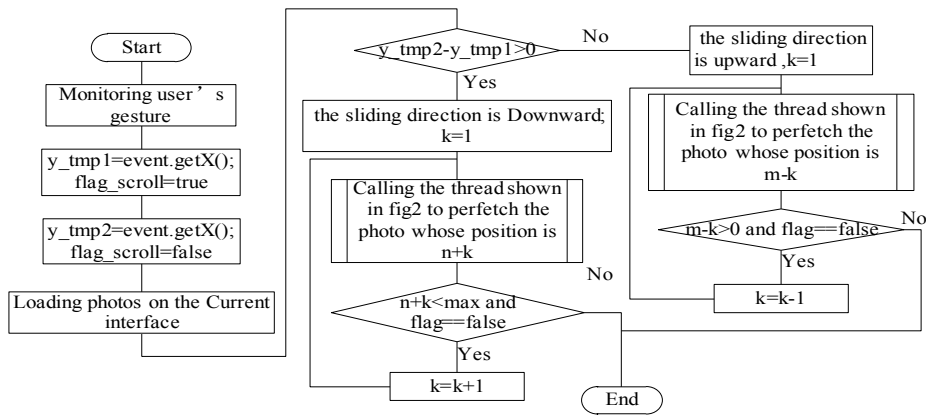 Start
Monitoring user’s
gesture
y_tmp1=event.getX();
flag_scroll=true
y_tmp2=event.getX();
flag_scroll=false
Loading photos on the Current
interface
y_tmp2-y_tmp1>0
No
Yes
the sliding direction is Downward;
k=1
Calling the thread shown
in fig2 to perfetch the
photo whose position is
n+k
No
n+k<max and
flag==false
Yes
k=k+1
the sliding direction
is upward ,k=1
Calling the thread shown
in fig2 to perfetch the
photo whose position is
m-k
No
m-k>0 and flag==false
Yes
k=k-1
End